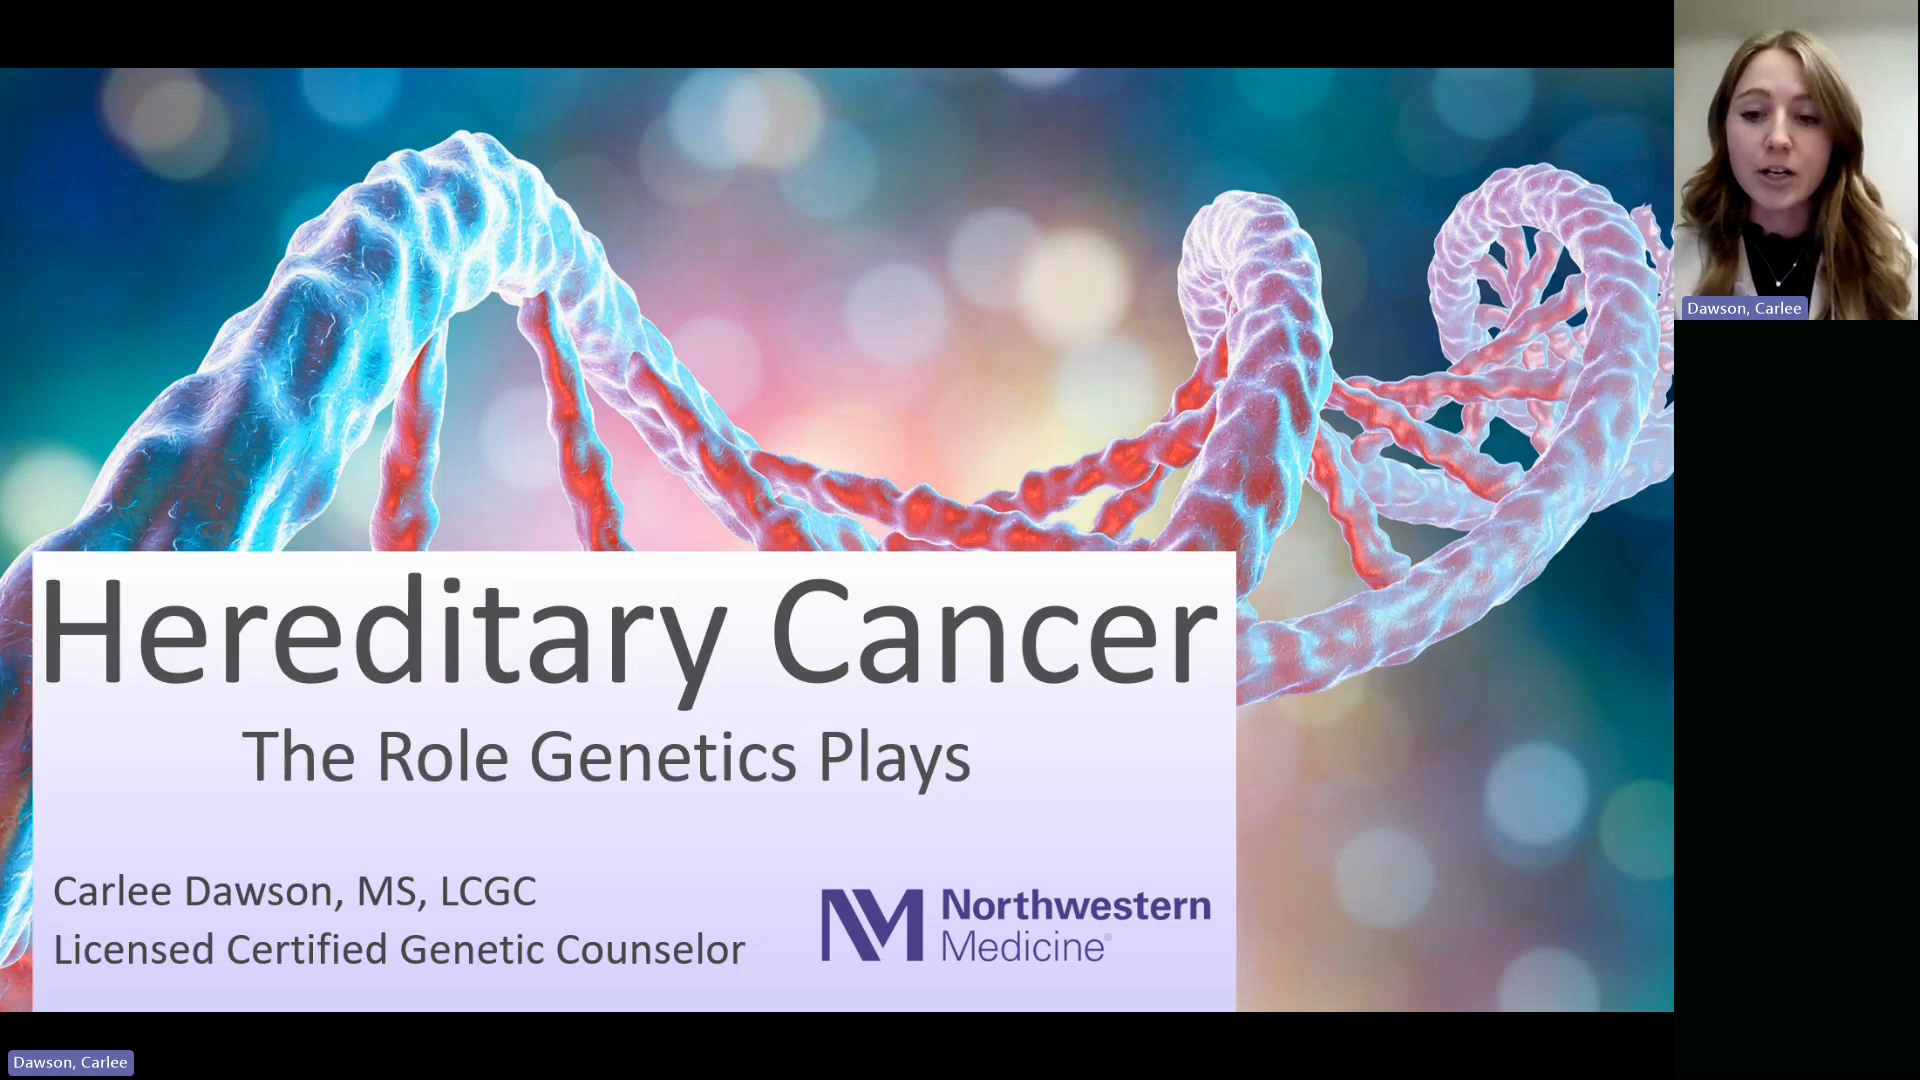 Hereditary Cancer
The Role Genetics Plays
Carlee Dawson, MS, LCGC
Licensed Certified Genetic Counselor
NM Northwestern
Medicine®
Dawson, Carlee
Dawson, Carlee